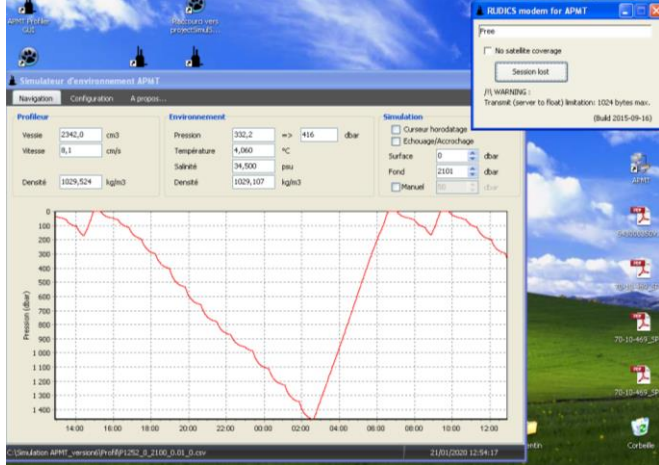 APMT Profiler
GUI
Raccourci vers
projectSimulS...
RUDICS modem for APMT
Free
No satellite coverage
Session lost
/!\ WARNING :
Transmit (server to float) limitation: 1024 bytes max.
(Build 2015-09-16)
Simulateur d'environnement APMT
Navigation Configuration A propos...
Profileur
Vessie 2342,0 cm3
Vitesse 8,1 cm/s
Densité 1029,524 kg/m3
Environnement
Pression 332,2 => 416 dbar
Température 4,060 °C
Salinité 34,500 psu
Densité 1029,107 kg/m3
Simulation
Curseur horodatage
Echouage/Accrochage
Surface 0 dbar
Fond 2101 dbar
Manuel dbar
Pression (dbar)
0
100
200
300
400
500
600
700
800
900
1 000
1 100
1 200
1 300
1 400
14:00 16:00 18:00 20:00 22:00 00:00 02:00 04:00 06:00 08:00 10:00 12:00
21/01/2020 12:54:17
APMT
70-10-469_SP
70-10-469_SP
Corbeille